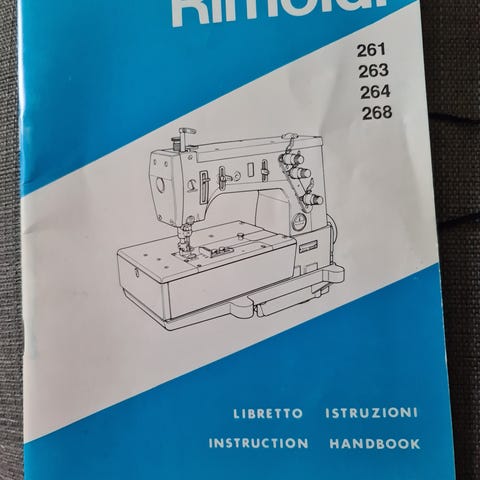 Rimoldi
261
263
264
268
LIBRETTO ISTRUZIONI
INSTRUCTION HANDBOOK